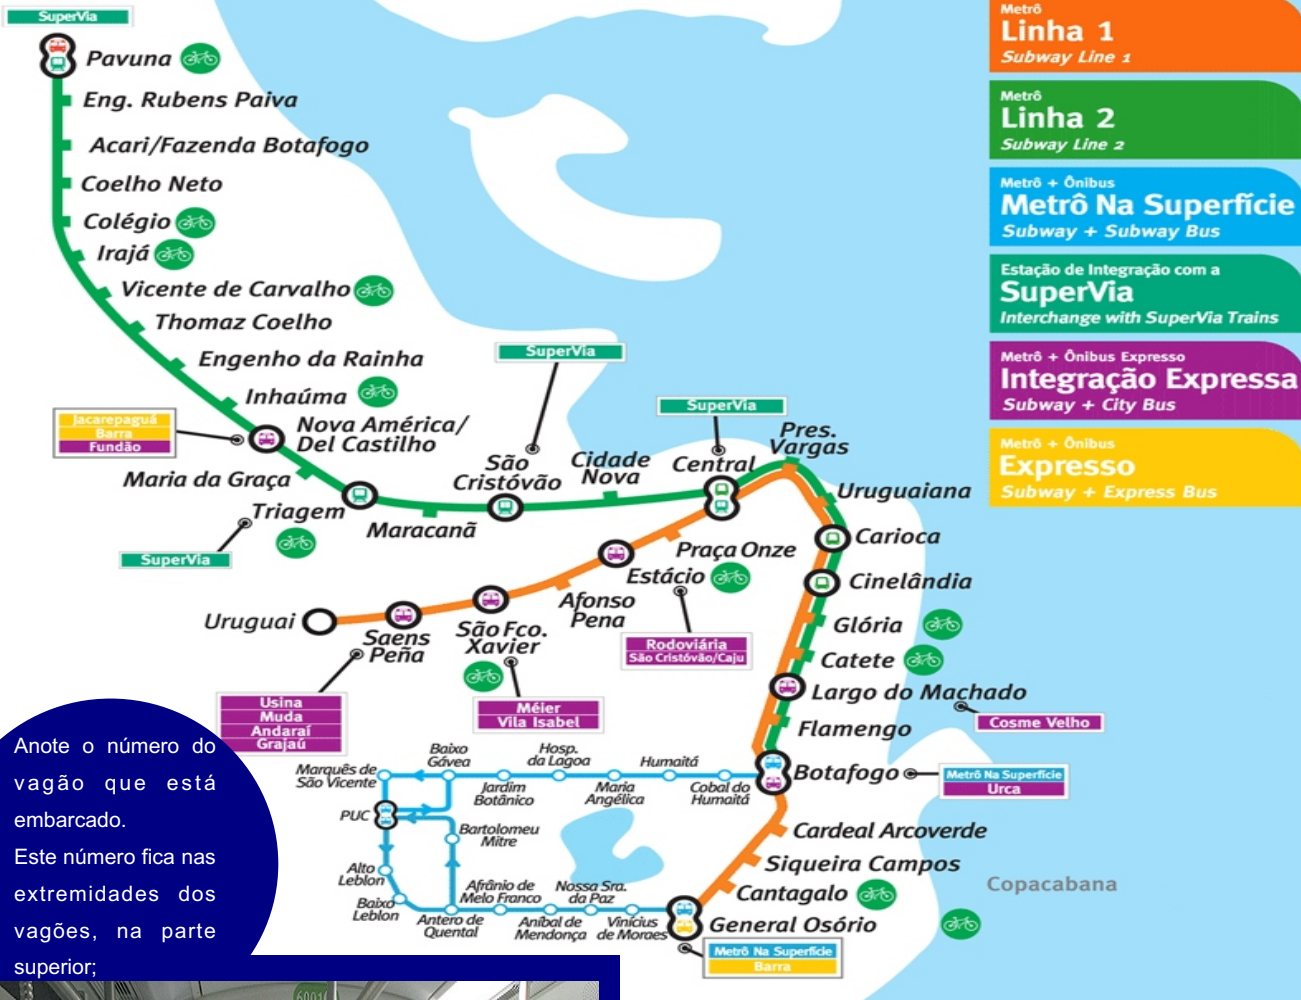 SuperVia
Pavuna
Eng. Rubens Paiva
Acari/Fazenda Botafogo
Coelho Neto
Colégio
Irajá
Vicente de Carvalho
Thomaz Coelho
Engenho da Rainha
Inhaúma
Nova América/
Del Castilho
Jacarepaguá
Barra
Fundão
Maria da Graça
Triagem
SuperVia
Maracanã
SuperVia
São
Cristóvão
Cidade
Nova
SuperVia
Central
Pres.
Vargas
Uruguaiana
Carioca
Cinelândia
Glória
Catete
Largo do Machado
Cosme Velho
Flamengo
Botafogo
Metrô Na Superfície
Urca
Cardeal Arcoverde
Siqueira Campos
Cantagalo
General Osório
Metrô Na Superfície
Barra
Copacabana
Praça Onze
Estácio
Rodoviária
São Cristóvão/Caju
Afonso
Pena
São Fco.
Xavier
Méier
Vila Isabel
Saens
Peña
Usina
Muda
Andaraí
Grajaú
Uruguai
Marquês de
São Vicente
Baixo
Gávea
Jardim
Botânico
Hosp.
da Lagoa
Maria
Angélica
Humaitá
Cobal do
Humaitá
PUC
Bartolomeu
Mitre
Alto
Leblon
Baixo
Leblon
Antero de
Quental
Afrânio de
Melo Franco
Aníbal de
Mendonça
Nossa Sra.
da Paz
Vinícius
de Moraes
Metrô
Linha 1
Subway Line 1
Metrô
Linha 2
Subway Line 2
Metrô + Ônibus
Metrô Na Superfície
Subway + Subway Bus
Estação de Integração com a
SuperVia
Interchange with SuperVia Trains
Metrô + Ônibus Expresso
Integração Expressa
Subway + City Bus
Metrô + Ônibus
Expresso
Subway + Express Bus
Anote o número do
vagão que está
embarcado.
Este número fica nas
extremidades dos
vagões, na parte
superior;